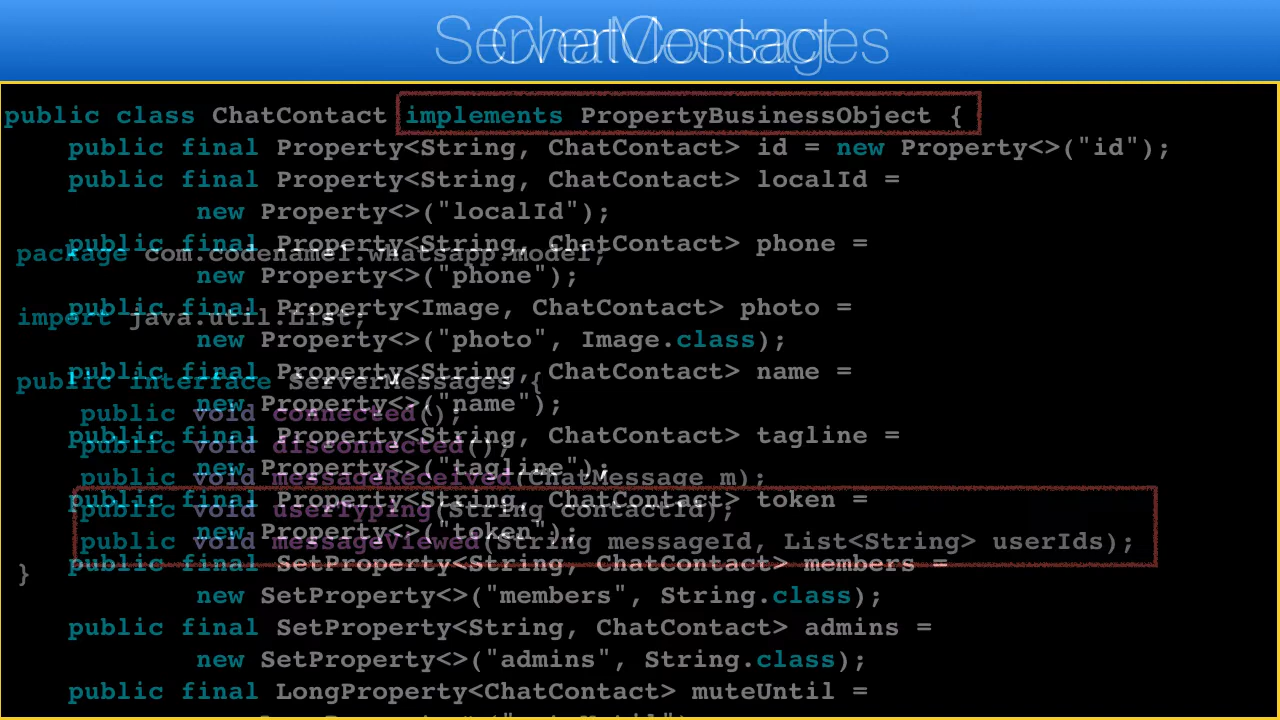 ServerMessages
ChatContact
public class ChatContact implements PropertyBusinessObject {
public final Property<String, ChatContact> id = new Property<>("id");
public final Property<String, ChatContact> localId =
new Property<>("localId");
public final Property<String, ChatContact> phone =
package com.codename1.whatsapp.model;
new Property<>("phone");
public final Property<Image, ChatContact> photo =
import java.util.List;
new Property<>("photo", Image.class);
public final Property<String, ChatContact> name =
public interface ServerMessages {
new Property<>("name");
public void connected();
public final Property<String, ChatContact> tagline =
public void disconnected();
new Property<>("tagline");
public void messageReceived(ChatMessage m);
public final Property<String, ChatContact> token =
public void userTyping(String contactId);
new Property<>("token");
public void messageViewed(String messageId, List<String> userIds);
public final SetProperty<String, ChatContact> members =
}
new SetProperty<>("members", String.class);
public final SetProperty<String, ChatContact> admins =
new SetProperty<>("admins", String.class);
public final LongProperty<ChatContact> muteUntil =